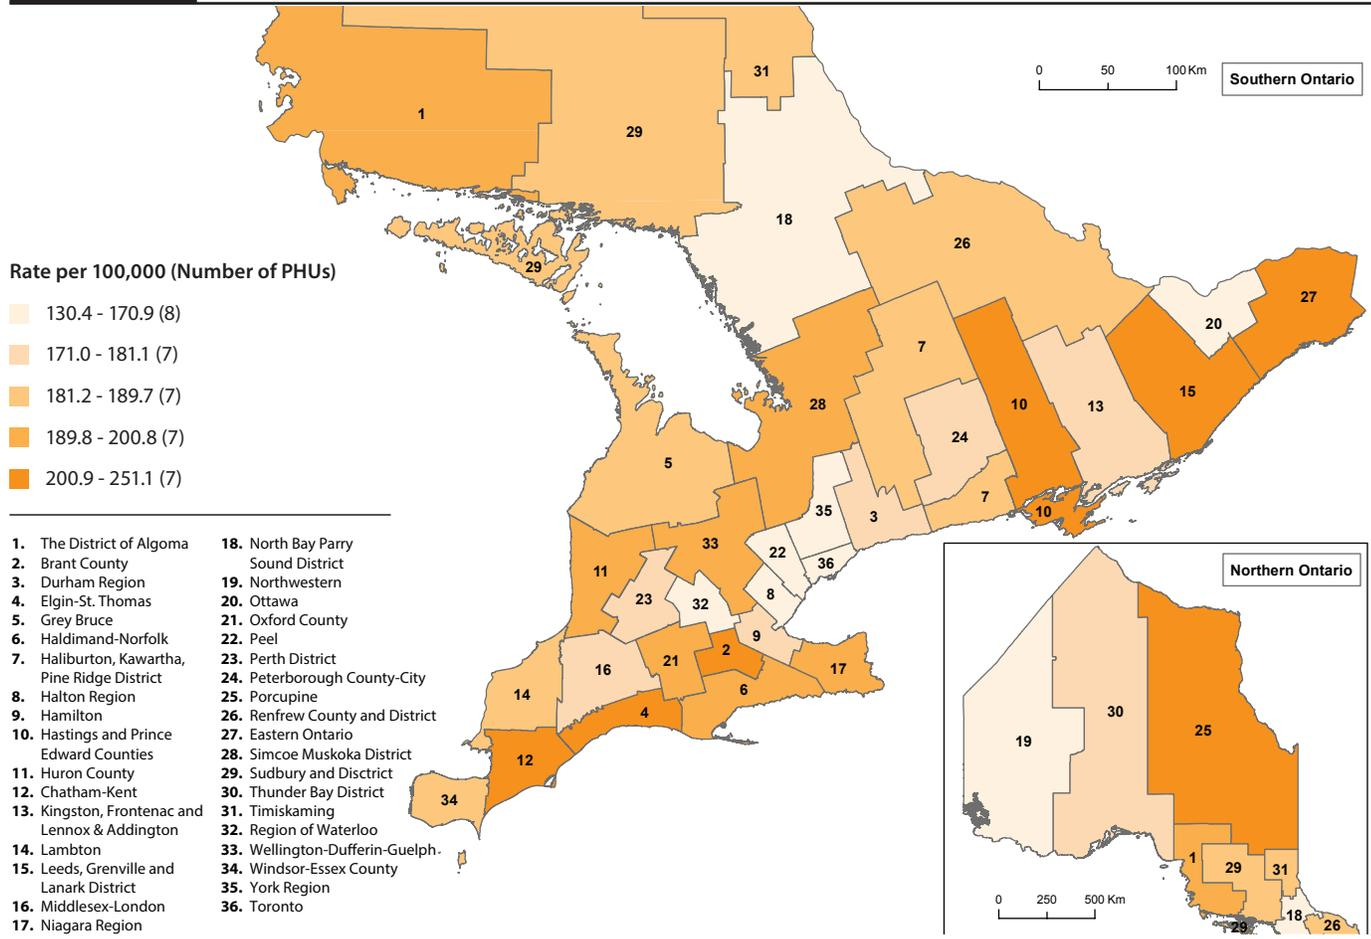 31
0 50 100 Km
Southern Ontario
1
29
18
26
29
Rate per 100,000 (Number of PHUs)
130.4 - 170.9 (8)
171.0 - 181.1 (7)
181.2 - 189.7 (7)
189.8 - 200.8 (7)
200.9 - 251.1 (7)
27
20
7
28
10
13
15
24
5
7
35
3
10
33
22
36
11
23
32
8
9
2
21
16
17
6
14
4
12
34
1. The District of Algoma
2. Brant County
3. Durham Region
4. Elgin-St. Thomas
5. Grey Bruce
6. Haldimand-Norfolk
7. Haliburton, Kawartha,
Pine Ridge District
8. Halton Region
9. Hamilton
10. Hastings and Prince
Edward Counties
11. Huron County
12. Chatham-Kent
13. Kingston, Frontenac and
Lennox & Addington
14. Lambton
15. Leeds, Grenville and
Lanark District
16. Middlesex-London
17. Niagara Region
18. North Bay Parry
Sound District
19. Northwestern
20. Ottawa
21. Oxford County
22. Peel
23. Perth District
24. Peterborough County-City
25. Porcupine
26. Renfrew County and District
27. Eastern Ontario
28. Simcoe Muskoka District
29. Sudbury and Disctrict
30. Thunder Bay District
31. Timiskaming
32. Region of Waterloo
33. Wellington-Dufferin-Guelph
34. Windsor-Essex County
35. York Region
36. Toronto
Northern Ontario
30
25
19
1
29
31
0 250 500 Km
18
29
26